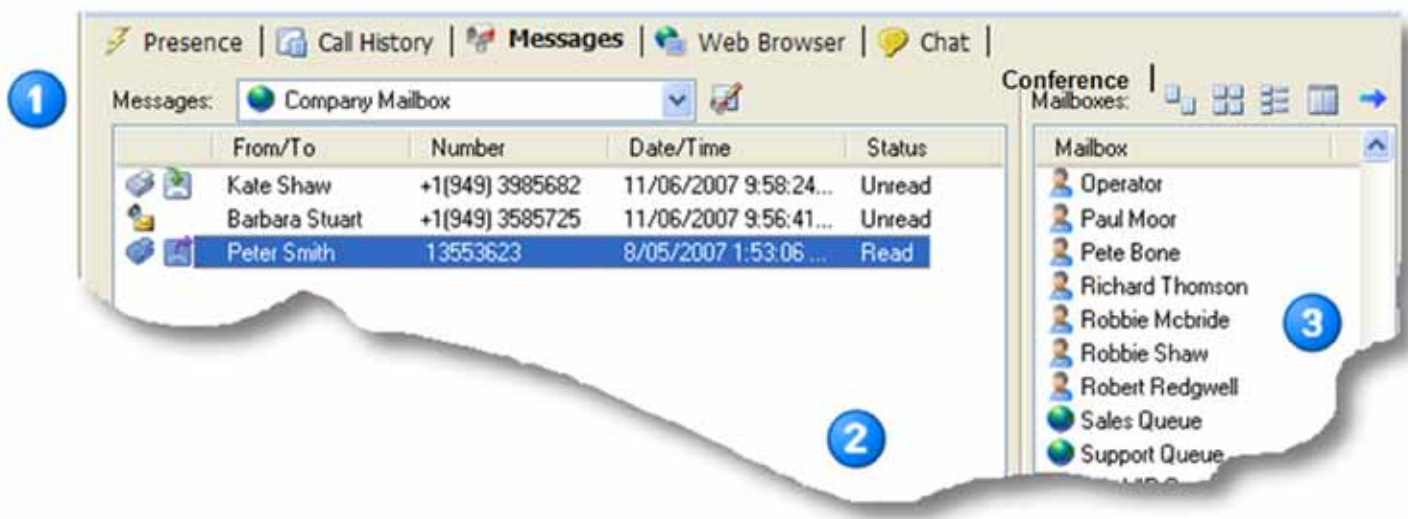 Presence | Call History | Messages | Web Browser | Chat |
Conference |
1
Messages: Company Mailbox
Mailboxes:
From/To Number Date/Time Status
Kate Shaw +1(949) 3985682 11/06/2007 9:58:24... Unread
Barbara Stuart +1(949) 3585725 11/06/2007 9:56:41... Unread
Peter Smith 13553623 8/05/2007 1:53:06 ... Read
2
Mailbox
Operator
Paul Moor
Pete Bone
Richard Thomson
Robbie Mcbride
Robbie Shaw
Robert Redgwell
Sales Queue
Support Queue
3